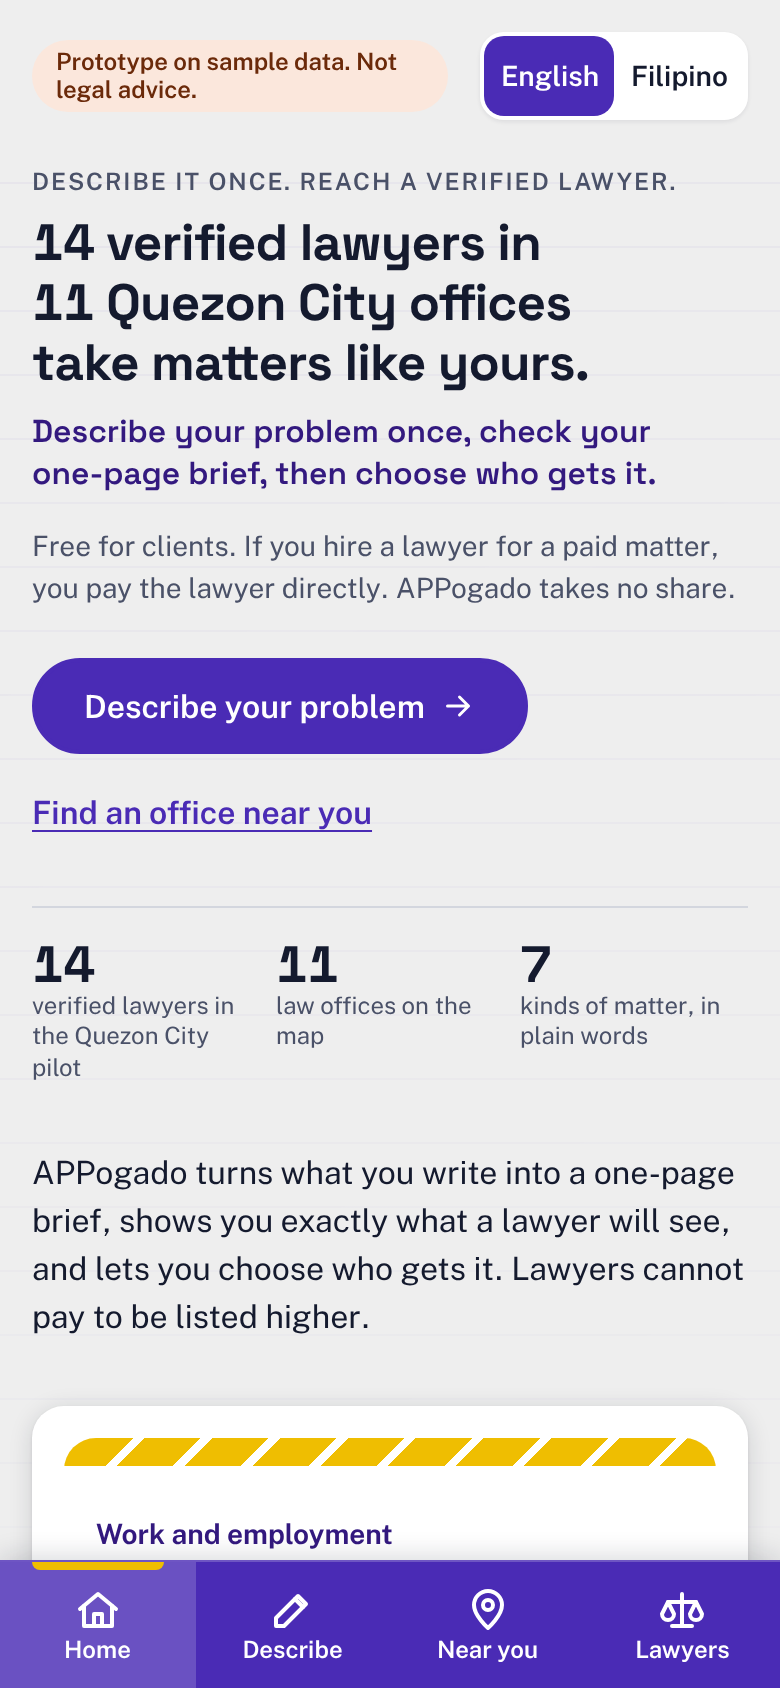 Prototype on sample data. Not
legal advice.
English
Filipino
DESCRIBE IT ONCE. REACH A VERIFIED LAWYER.
14 verified lawyers in
11 Quezon City offices
take matters like yours.
Describe your problem once, check your
one-page brief, then choose who gets it.
Free for clients. If you hire a lawyer for a paid matter,
you pay the lawyer directly. APPogado takes no share.
Describe your problem →
Find an office near you
14
verified lawyers in
the Quezon City
pilot
11
law offices on the
map
7
kinds of matter, in
plain words
APPogado turns what you write into a one-page
brief, shows you exactly what a lawyer will see,
and lets you choose who gets it. Lawyers cannot
pay to be listed higher.
Work and employment
Home
Describe
Near you
Lawyers